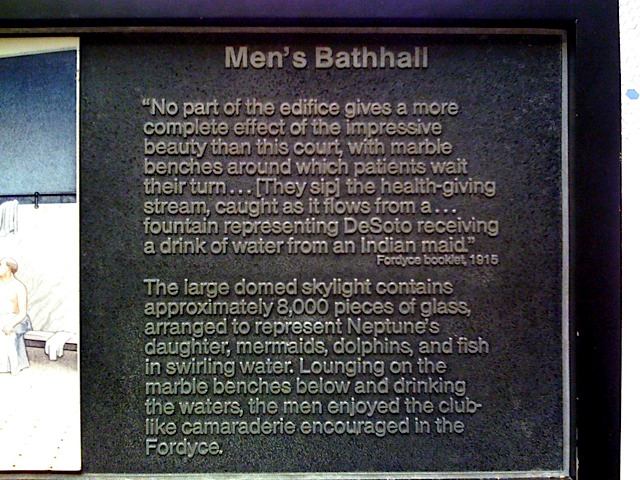 Men's Bathhall
"No part of the edifice gives a more
complete effect of the impressive
beauty than this court, with marble
benches around which patients wait
their turn ... [They sip] the health-giving
stream, caught as it flows from a ...
fountain representing DeSoto receiving
a drink of water from an Indian maid."
Fordyce booklet, 1915
The large domed skylight contains
approximately 8,000 pieces of glass,
arranged to represent Neptune's
daughter, mermaids, dolphins, and fish
in swirling water. Lounging on the
marble benches below and drinking
the waters, the men enjoyed the club-
like camaraderie encouraged in the
Fordyce.